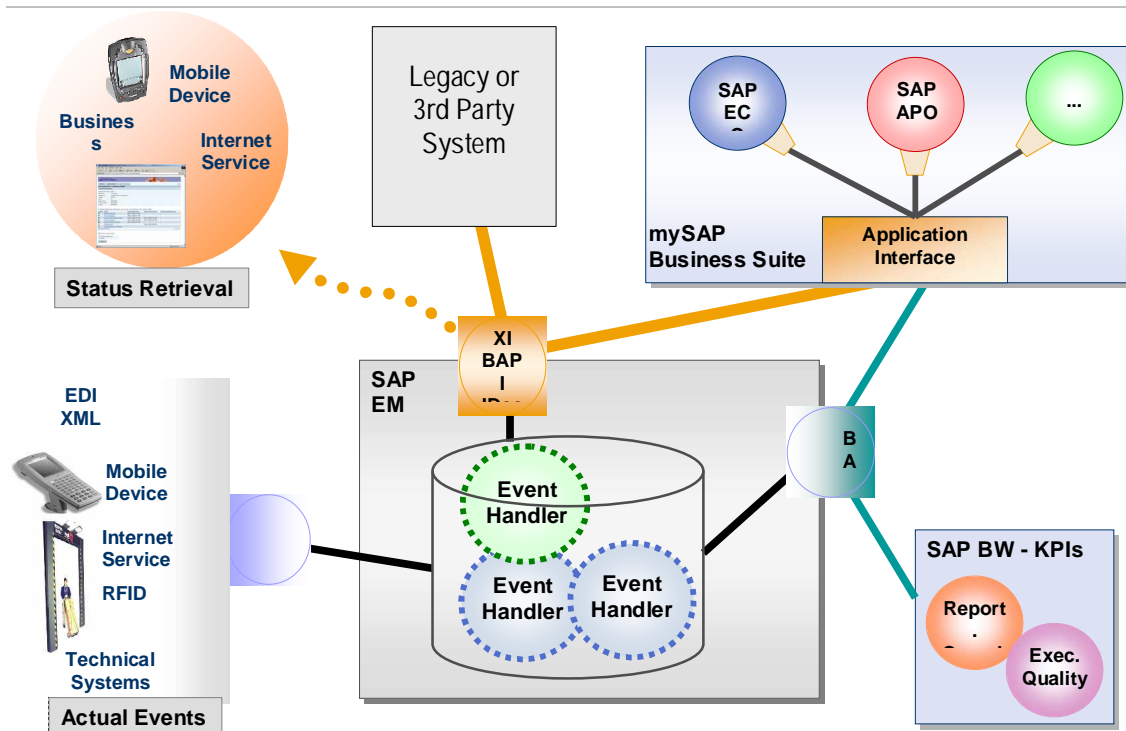 Mobile
Device
Busines
s
Internet
Service
Status Retrieval
Legacy or
3rd Party
System
SAP
EC
SAP
APO
...
mySAP
Business Suite
Application
Interface
XI
BAP
I
SAP
EM
EDI
XML
Mobile
Device
Internet
Service
RFID
Technical
Systems
Actual Events
Event
Handler
Event
Handler
Event
Handler
B
A
SAP BW - KPIs
Report
.
Exec.
Quality